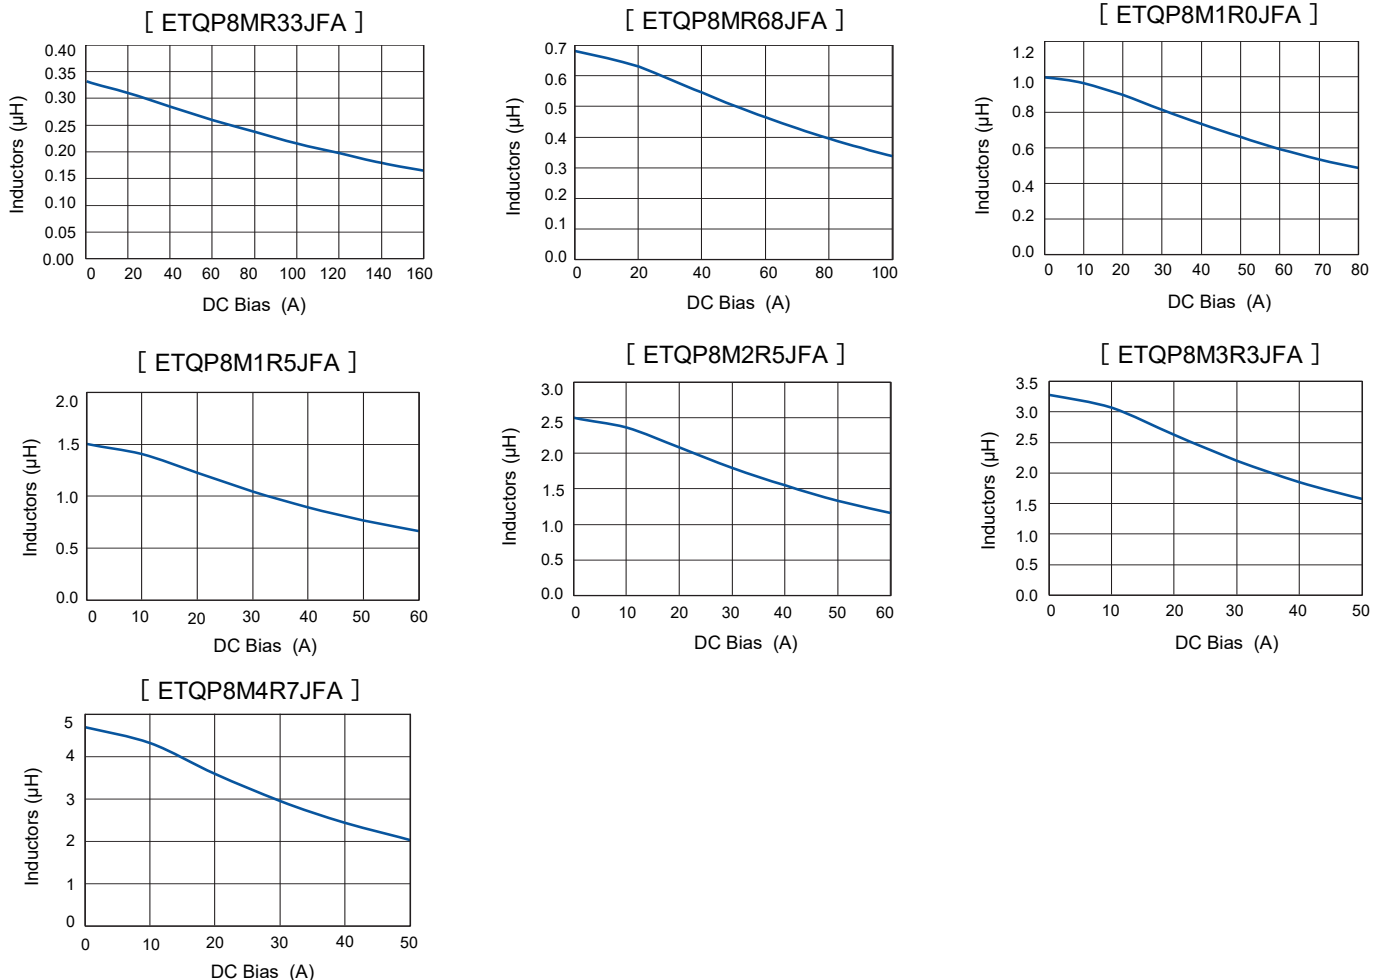 [ ETQP8MR33JFA ]
Inductors (μH)
0.40
0.35
0.30
0.25
0.20
0.15
0.10
0.05
0.00
0 20 40 60 80 100 120 140 160
DC Bias (A)
[ ETQP8MR68JFA ]
Inductors (μH)
0.7
0.6
0.5
0.4
0.3
0.2
0.1
0.0
0 20 40 60 80 100
DC Bias (A)
[ ETQP8M1R0JFA ]
Inductors (μH)
1.2
1.0
0.8
0.6
0.4
0.2
0.0
0 10 20 30 40 50 60 70 80
DC Bias (A)
[ ETQP8M1R5JFA ]
Inductors (μH)
2.0
1.5
1.0
0.5
0.0
0 10 20 30 40 50 60
DC Bias (A)
[ ETQP8M2R5JFA ]
Inductors (μH)
3.0
2.5
2.0
1.5
1.0
0.5
0.0
0 10 20 30 40 50 60
DC Bias (A)
[ ETQP8M3R3JFA ]
Inductors (μH)
3.5
3.0
2.5
2.0
1.5
1.0
0.5
0.0
0 10 20 30 40 50
DC Bias (A)
[ ETQP8M4R7JFA ]
Inductors (μH)
5
4
3
2
1
0
0 10 20 30 40 50
DC Bias (A)